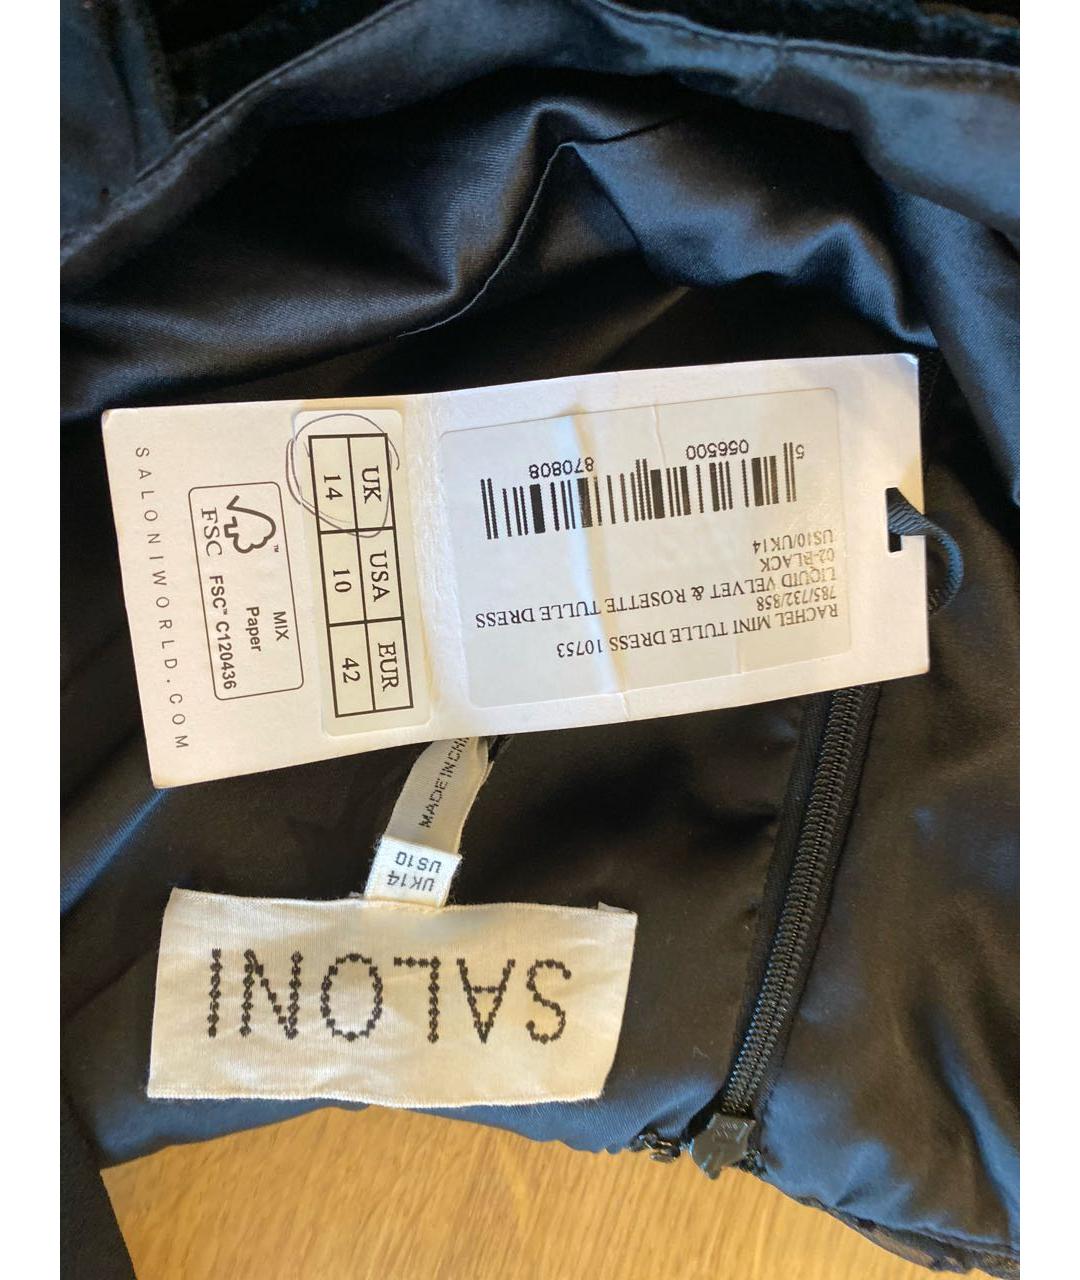 SALONIWORLD.COM
FSC
FSC™ C120436
MIX
Paper
UK USA EUR
14 10 42
RACHEL MINI TULLE DRESS 10753
785/732/858
LIQUID VELVET & ROSETTE TULLE DRESS
02-BLACK
US10/UK14
5 056500 870808
MADE IN CHI
UK14
US10
SALONI